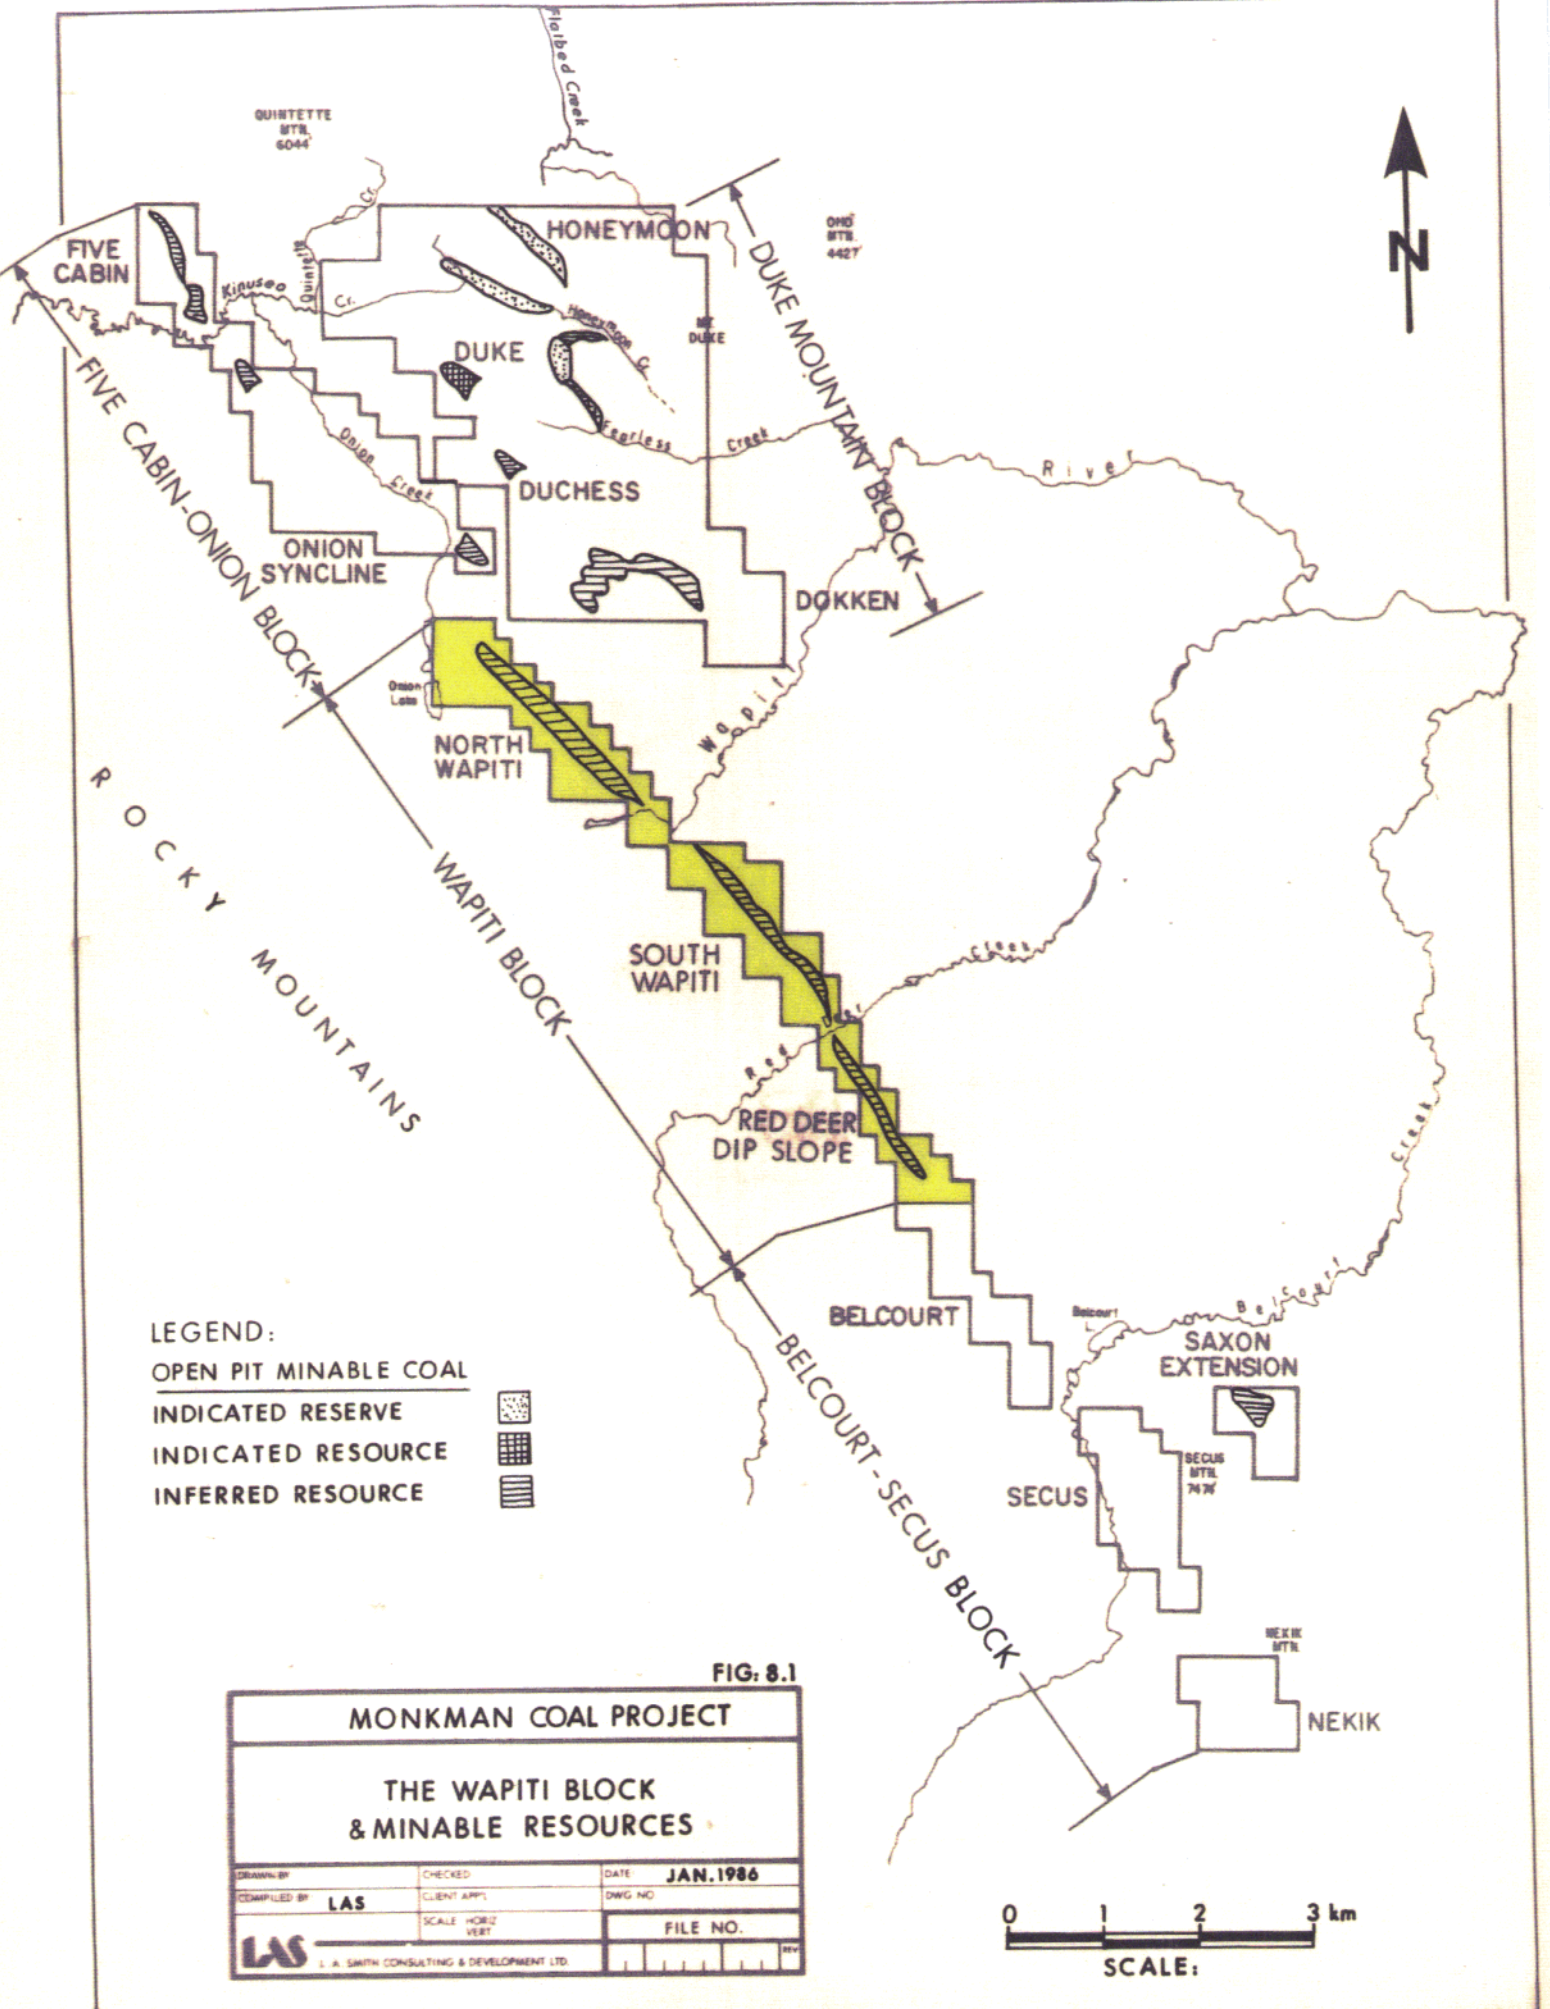 Flatbed Creek
QUINTETTE
MTN.
6044'
Quintette Cr.
HONEYMOON
FIVE
CABIN
Kinuseo
Cr.
Honeymoon Cr.
MT.
DUKE
DUKE
DUKE MOUNTAIN BLOCK
MTN.
4427'
FIVE CABIN-ONION BLOCK
Onion Creek
Fearless Creek
River
DUCHESS
ONION
SYNCLINE
DOKKEN
Onion
Lake
Wapiti
NORTH
WAPITI
ROCKY MOUNTAINS
WAPITI BLOCK
SOUTH
WAPITI
Red Deer Creek
RED DEER
DIP SLOPE
BELCOURT
Belcourt
L.
Belcourt Creek
SAXON
EXTENSION
BELCOURT-SECUS BLOCK
SECUS
SECUS
MTN.
7478'
NEKIK
MTN.
NEKIK
N
LEGEND:
OPEN PIT MINABLE COAL
INDICATED RESERVE
INDICATED RESOURCE
INFERRED RESOURCE
FIG: 8.1
MONKMAN COAL PROJECT
THE WAPITI BLOCK
& MINABLE RESOURCES
DRAWN BY
CHECKED
DATE JAN. 1986
COMPILED BY LAS
CLIENT APP'L
DWG NO
SCALE HORIZ
VERT
FILE NO.
REV
LAS L. A. SMITH CONSULTING & DEVELOPMENT LTD.
0 1 2 3 km
SCALE: